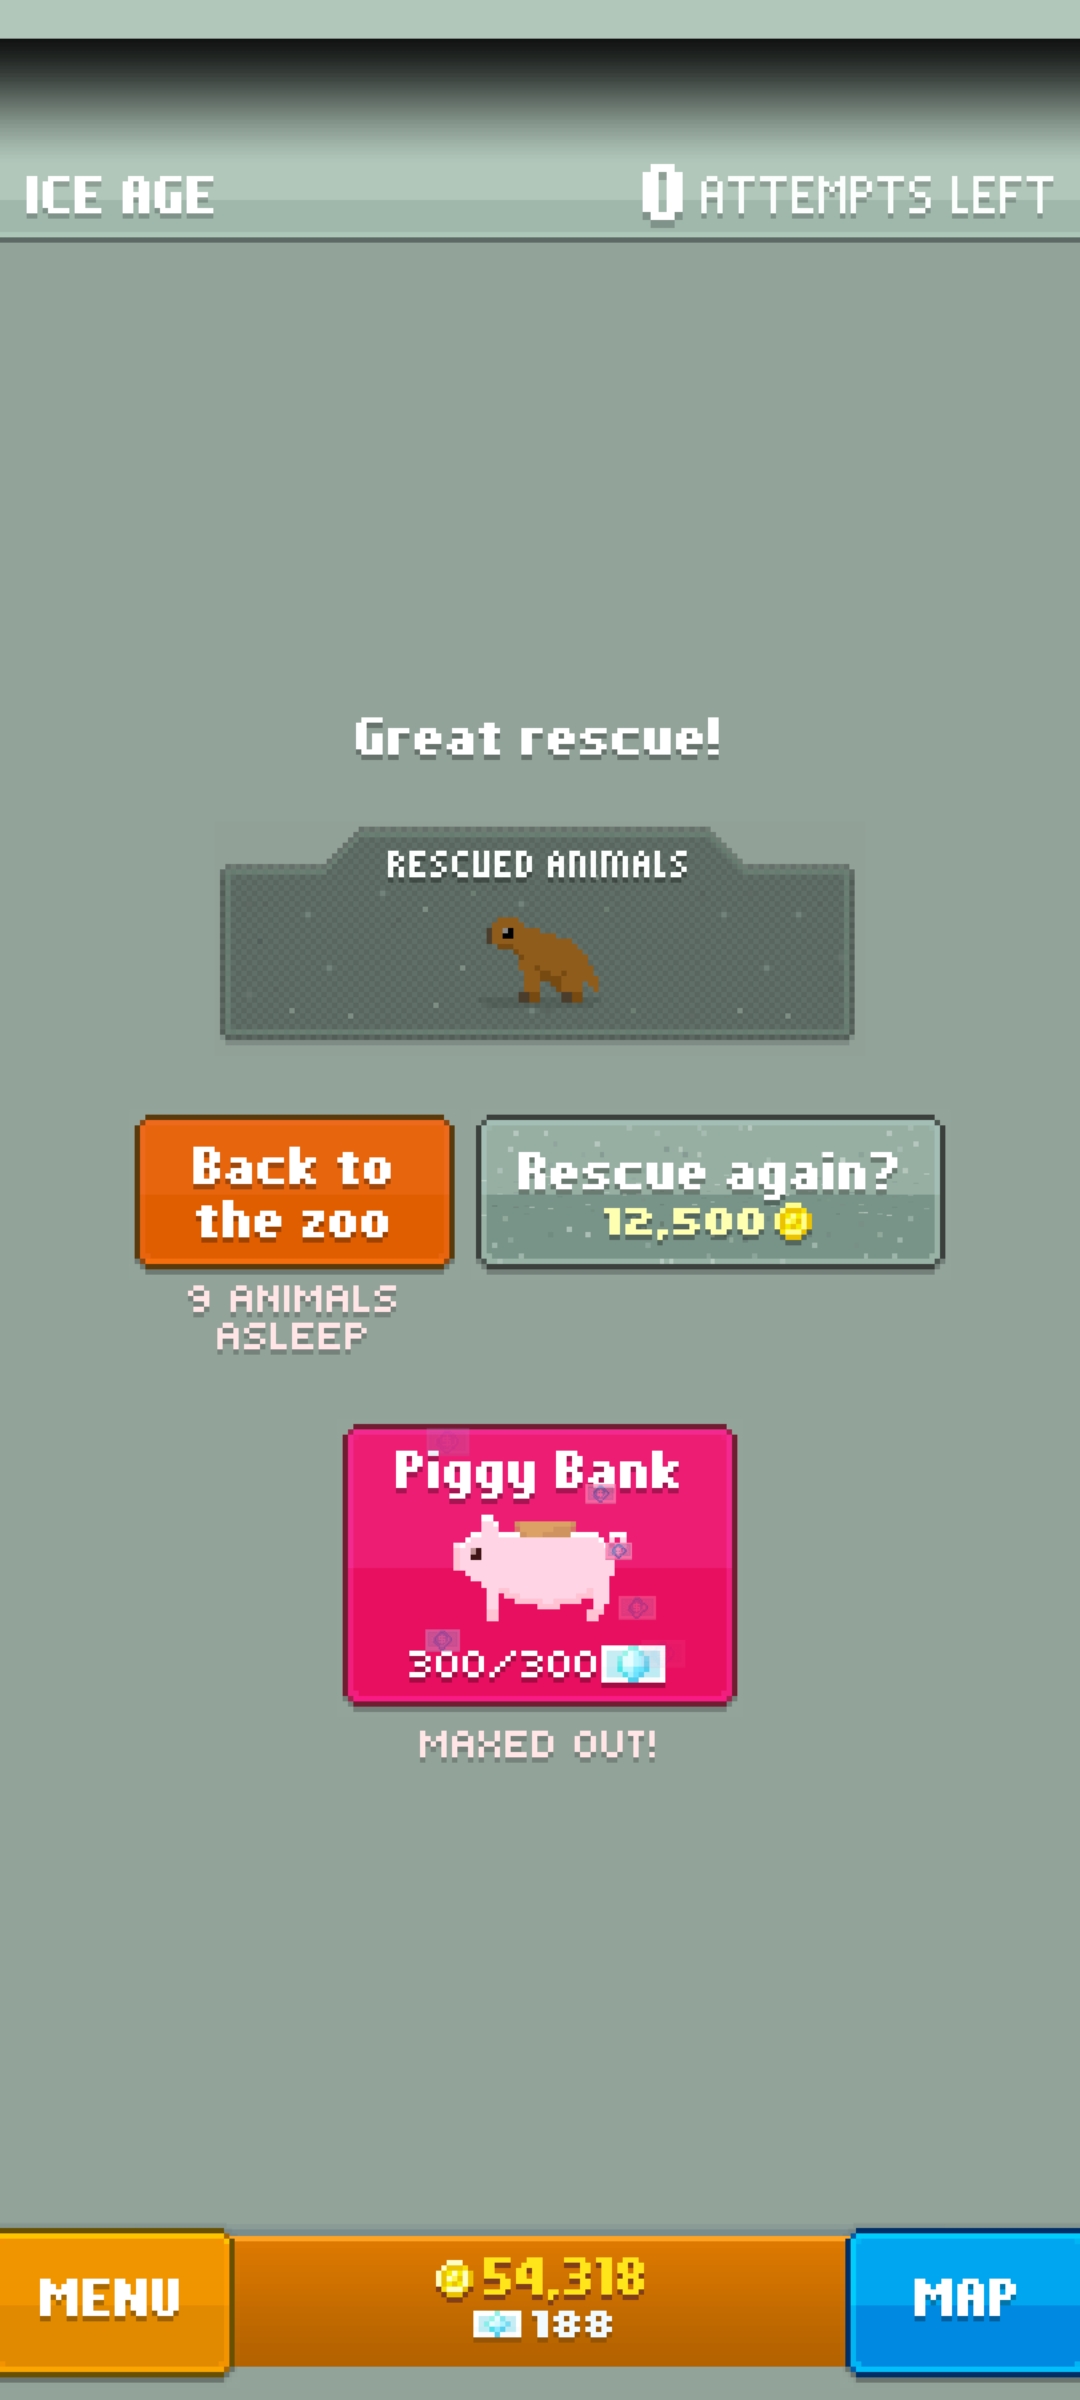 ICE AGE
0 ATTEMPTS LEFT
Great rescue!
RESCUED ANIMALS
Back to
the zoo
Rescue again?
12,500
9 ANIMALS
ASLEEP
Piggy Bank
300/300
MAXED OUT!
MENU
54,318
188
MAP